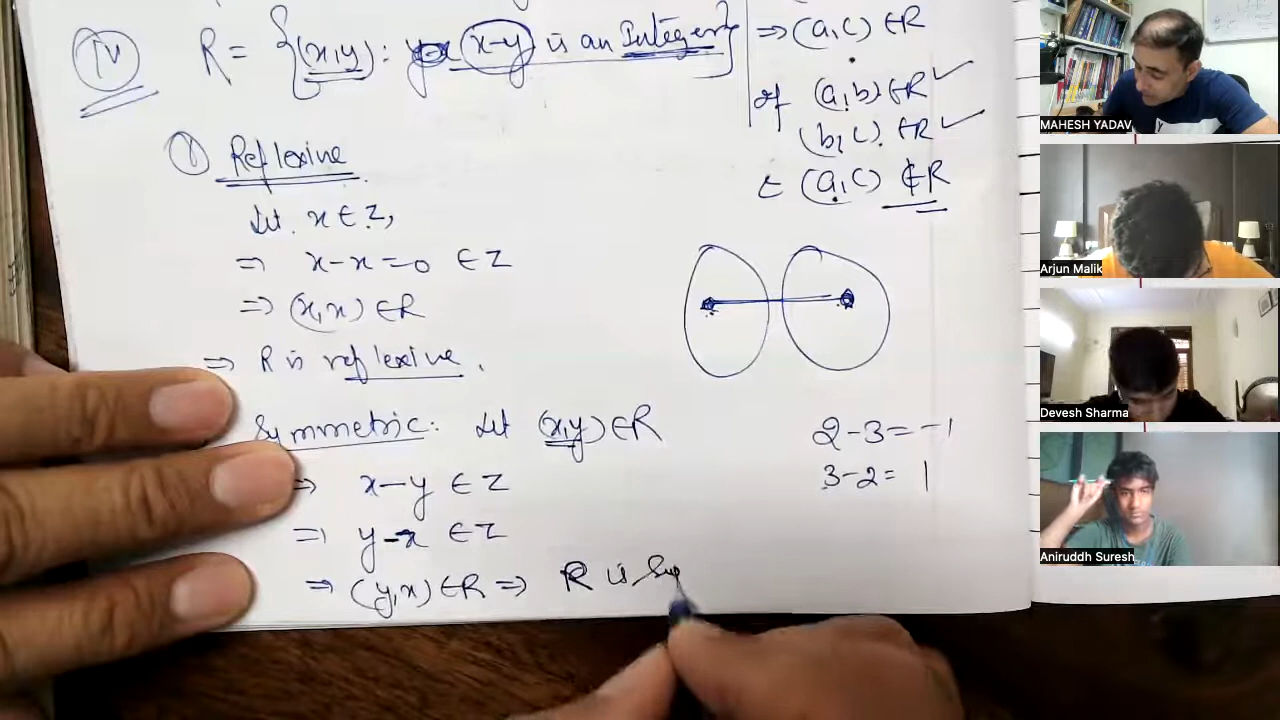 (iv) R = {(x,y) : (x-y) is an Integer}
(i) Reflexive
Let x ∈ Z,
⇒ x-x=0 ∈ Z
⇒ (x,x) ∈ R
⇒ R is reflexive.
Symmetric: Let (x,y) ∈ R
⇒ x-y ∈ Z
⇒ y-x ∈ Z
⇒ (y,x) ∈ R ⇒ R is Sy
⇒ (a,c) ∈ R
if (a,b) ∈ R ✓
(b,c) ∈ R ✓
& (a,c) ∉ R
2-3=-1
3-2= 1
MAHESH YADAV
Arjun Malik
Devesh Sharma
Aniruddh Suresh